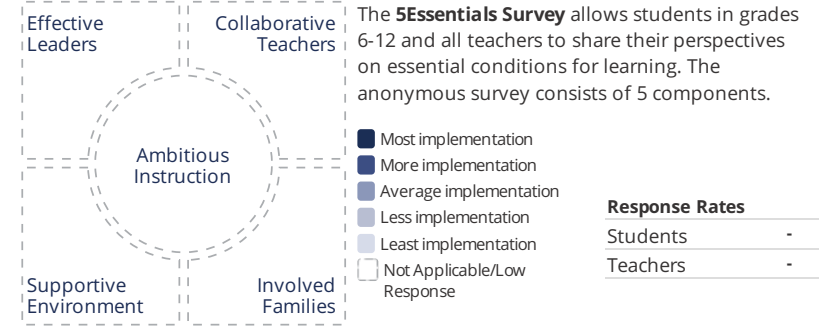 Effective
Leaders
Collaborative
Teachers
Ambitious
Instruction
Supportive
Environment
Involved
Families
The 5Essentials Survey allows students in grades
6-12 and all teachers to share their perspectives
on essential conditions for learning. The
anonymous survey consists of 5 components.
Most implementation
More implementation
Average implementation
Less implementation
Least implementation
Not Applicable/Low
Response
Response Rates
Students -
Teachers -